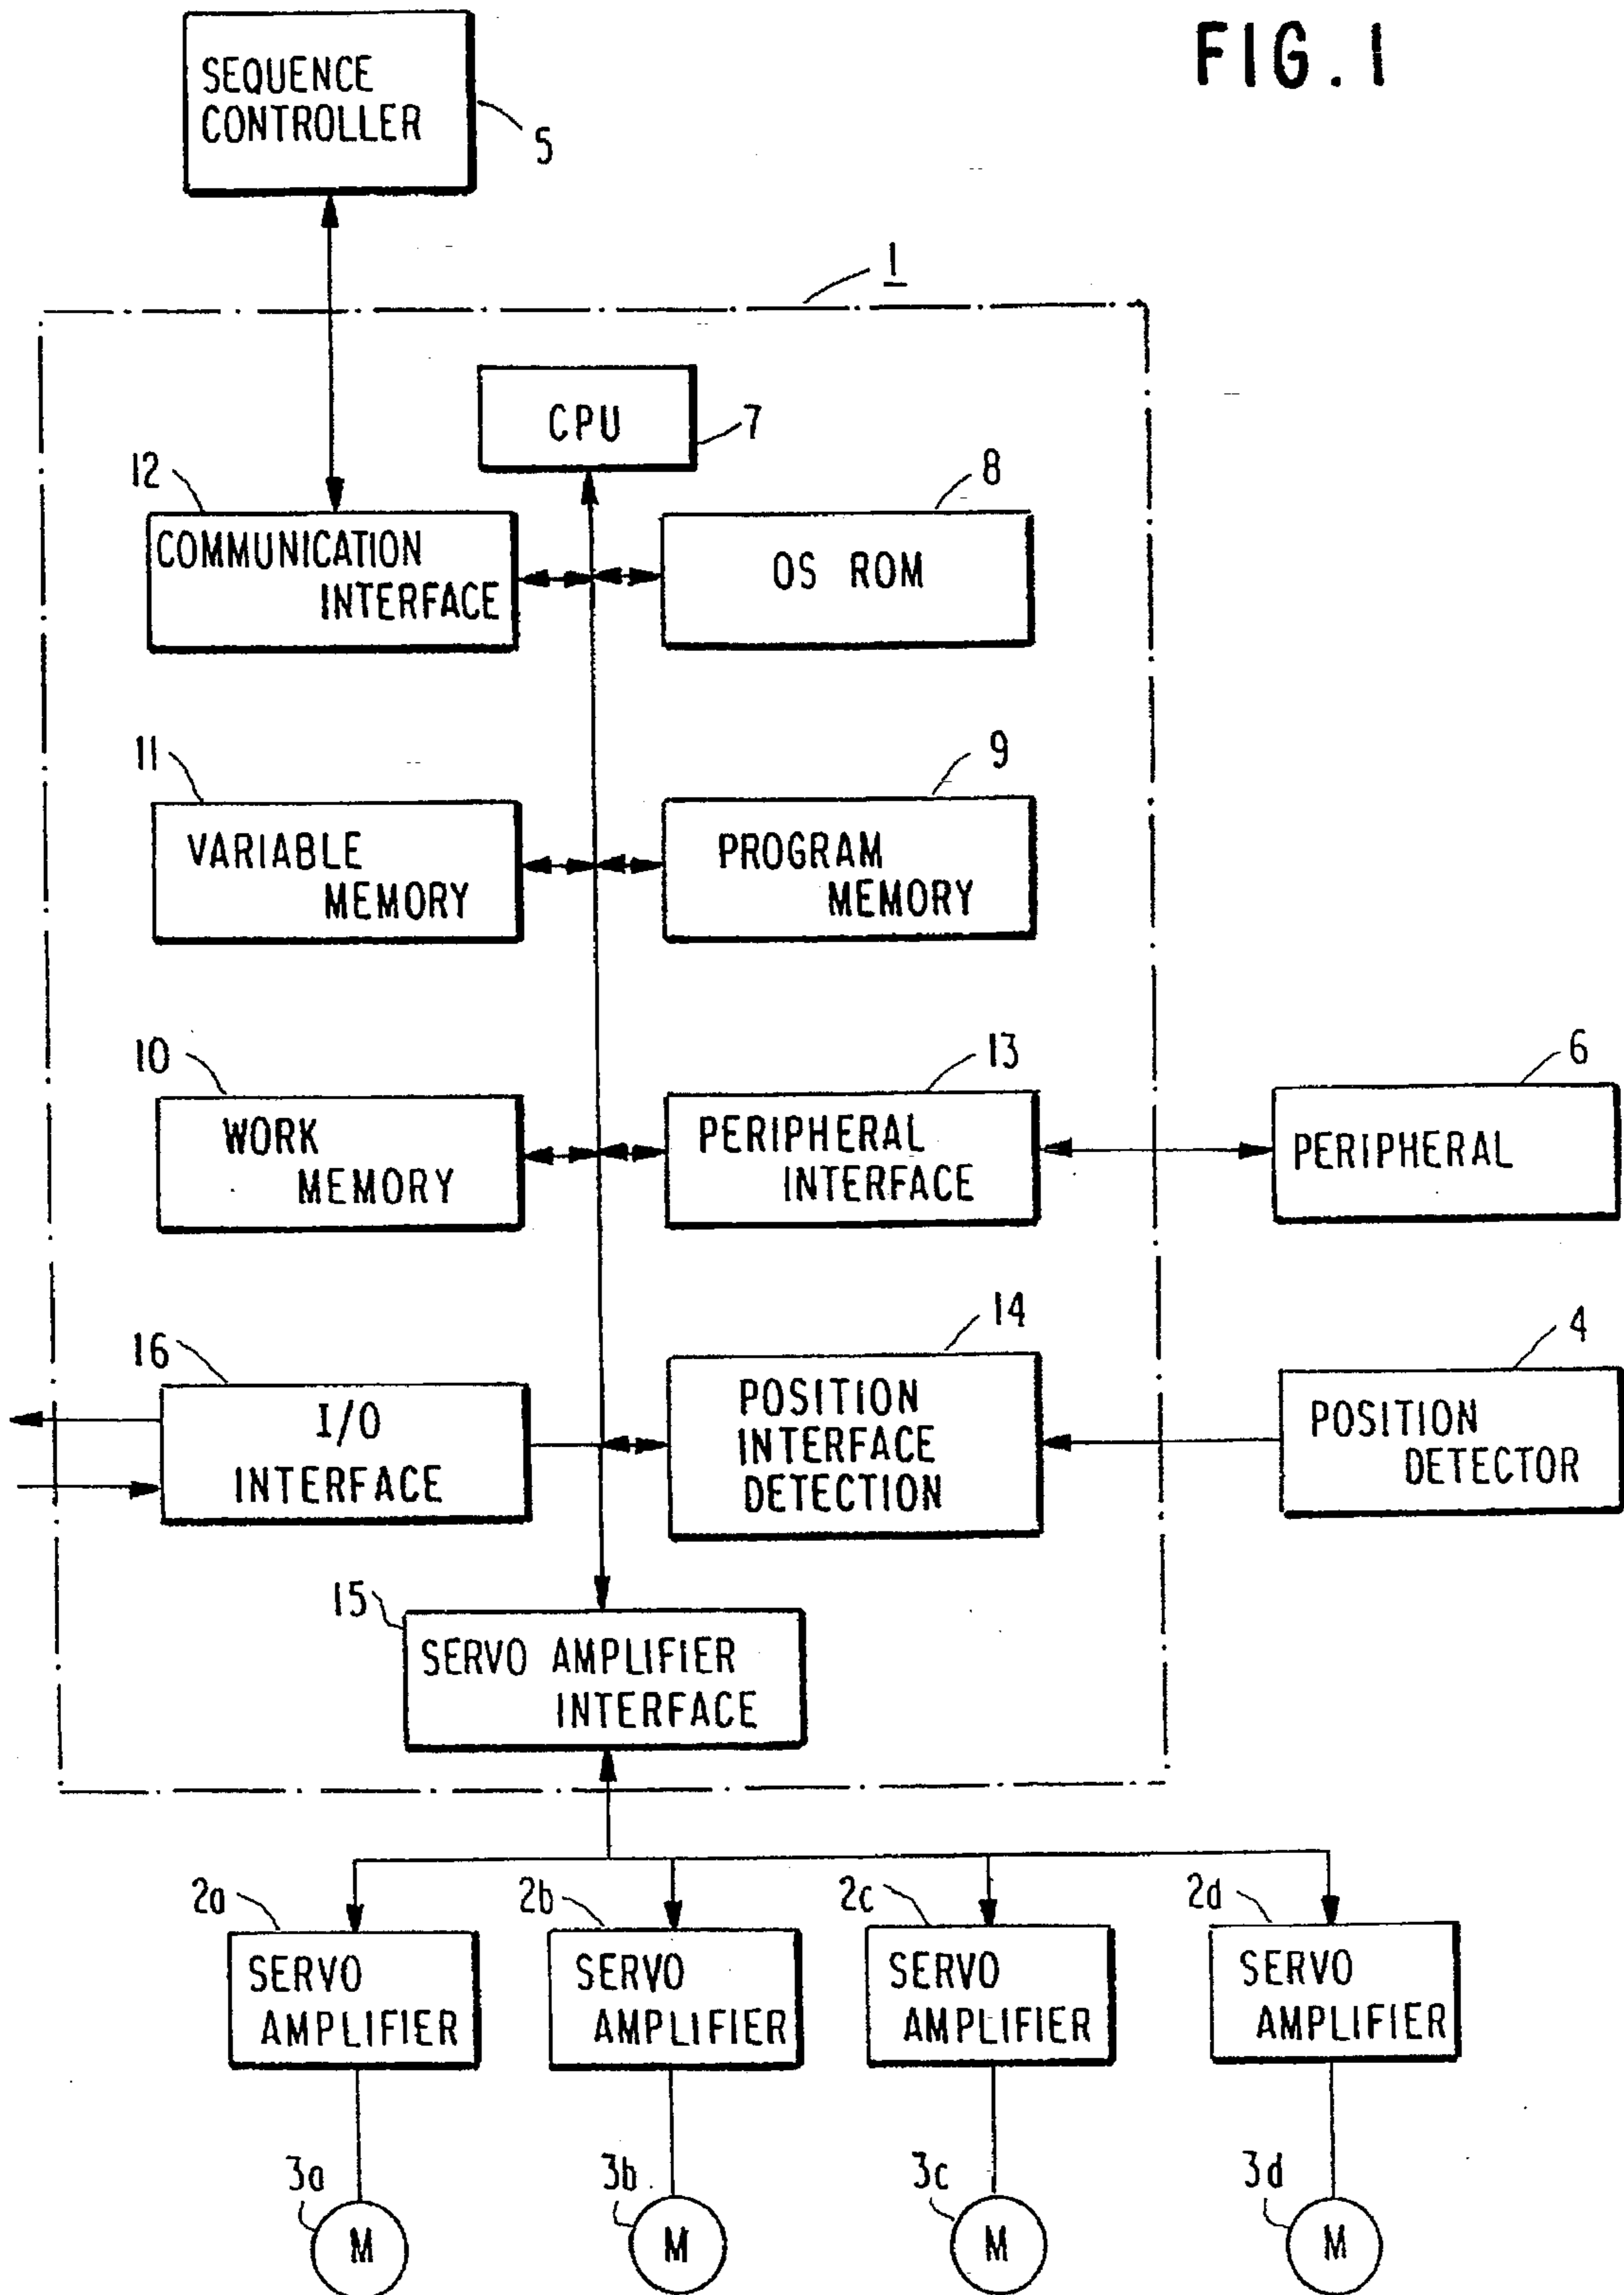 FIG. 1
SEQUENCE
CONTROLLER
5
1
CPU
7
12
COMMUNICATION
INTERFACE
8
OS ROM
11
VARIABLE
MEMORY
9
PROGRAM
MEMORY
10
WORK
MEMORY
13
PERIPHERAL
INTERFACE
6
PERIPHERAL
16
I/O
INTERFACE
14
POSITION
INTERFACE
DETECTION
4
POSITION
DETECTOR
15
SERVO AMPLIFIER
INTERFACE
2a
SERVO
AMPLIFIER
2b
SERVO
AMPLIFIER
2c
SERVO
AMPLIFIER
2d
SERVO
AMPLIFIER
3a
M
3b
M
3c
M
3d
M